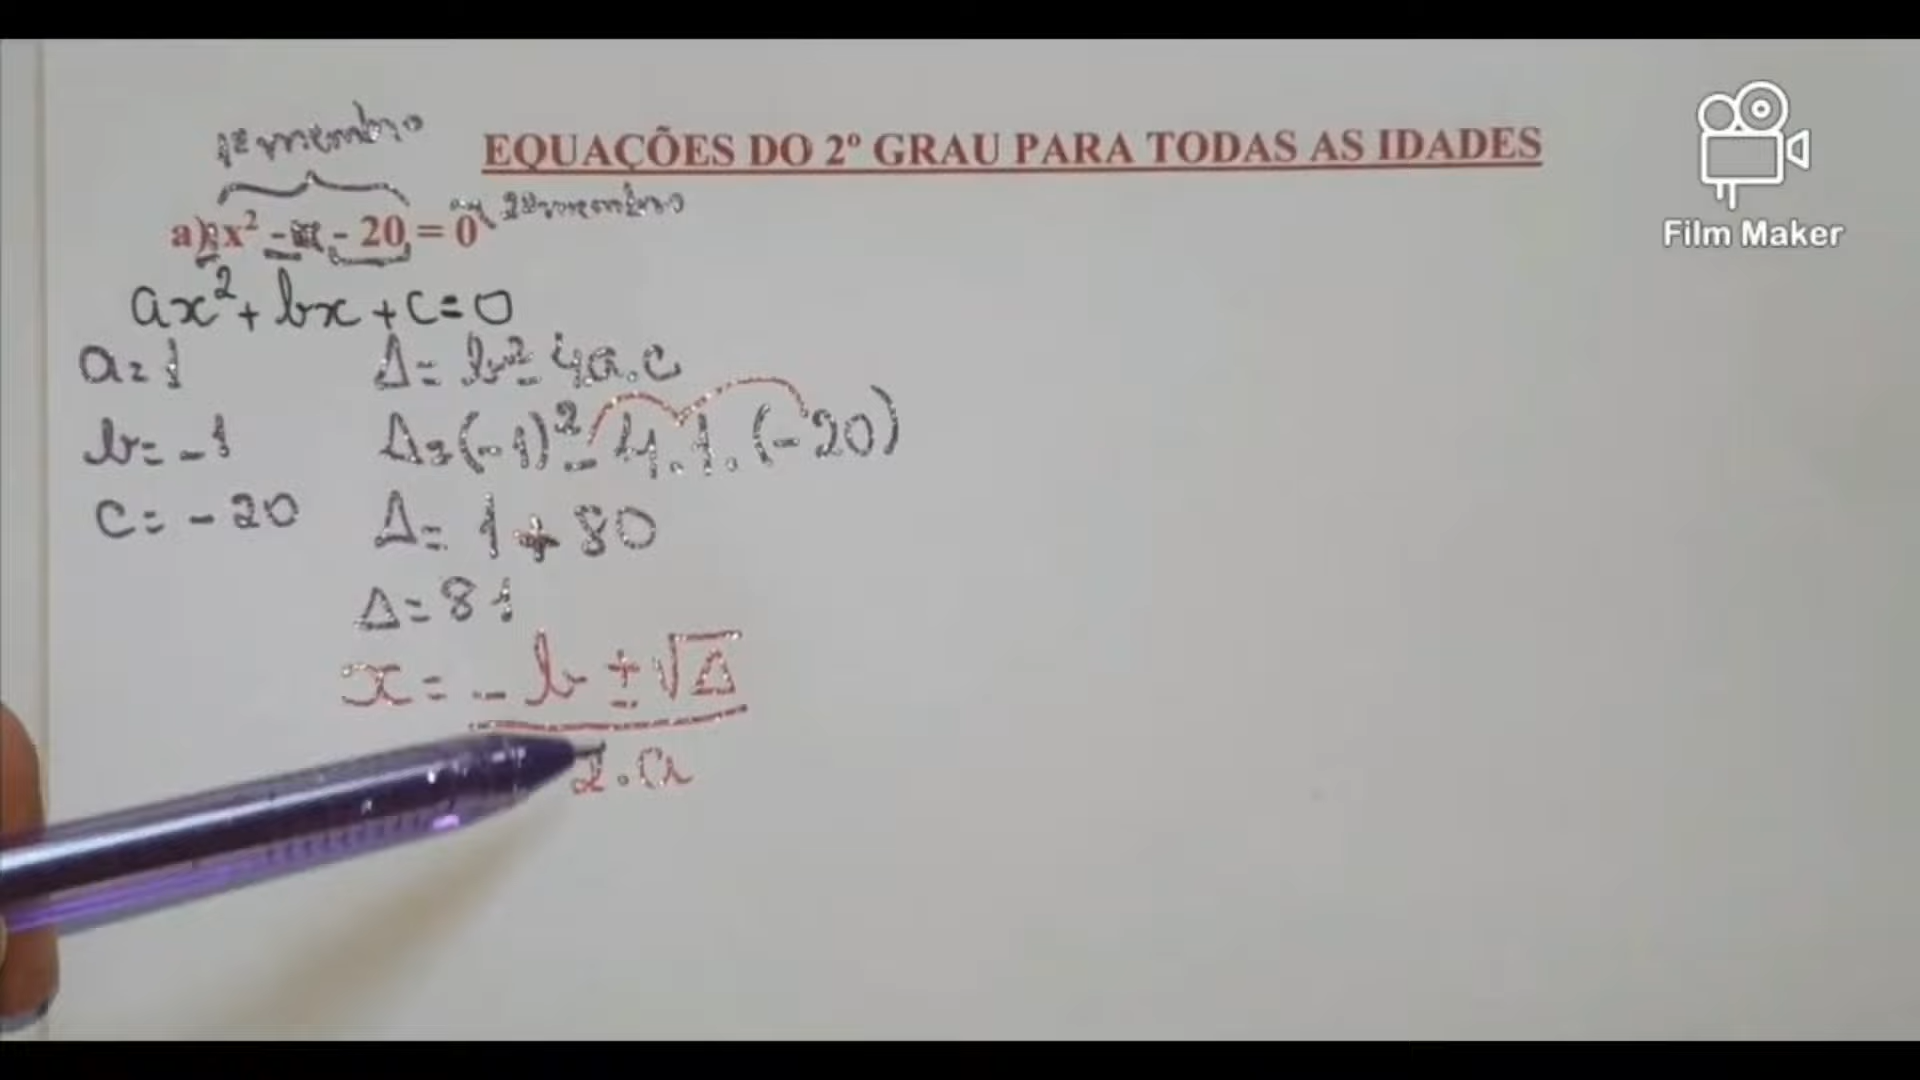 1º membro
EQUAÇÕES DO 2º GRAU PARA TODAS AS IDADES
2º membro
a) x² - x - 20 = 0
ax² + bx + c = 0
a = 1
Δ = b² - 4a.c
b = -1
Δ = (-1)² - 4.1.(-20)
c = -20
Δ = 1 + 80
Δ = 81
x = -b ± √Δ
2.a
Film Maker